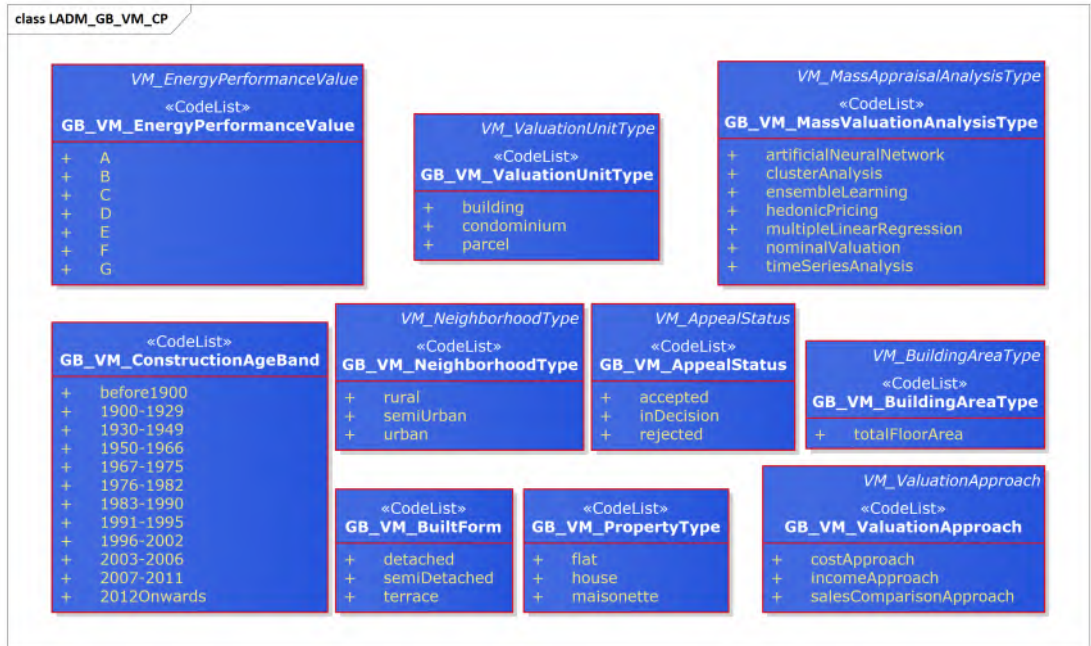 class LADM_GB_VM_CP
VM_EnergyPerformanceValue
«CodeList»
GB_VM_EnergyPerformanceValue
+ A
+ B
+ C
+ D
+ E
+ F
+ G
VM_ValuationUnitType
«CodeList»
GB_VM_ValuationUnitType
+ building
+ condominium
+ parcel
VM_MassAppraisalAnalysisType
«CodeList»
GB_VM_MassValuationAnalysisType
+ artificialNeuralNetwork
+ clusterAnalysis
+ ensembleLearning
+ hedonicPricing
+ multipleLinearRegression
+ nominalValuation
+ timeSeriesAnalysis
«CodeList»
GB_VM_ConstructionAgeBand
+ before1900
+ 1900-1929
+ 1930-1949
+ 1950-1966
+ 1967-1975
+ 1976-1982
+ 1983-1990
+ 1991-1995
+ 1996-2002
+ 2003-2006
+ 2007-2011
+ 2012Onwards
VM_NeighborhoodType
«CodeList»
GB_VM_NeighborhoodType
+ rural
+ semiUrban
+ urban
VM_AppealStatus
«CodeList»
GB_VM_AppealStatus
+ accepted
+ inDecision
+ rejected
VM_BuildingAreaType
«CodeList»
GB_VM_BuildingAreaType
+ totalFloorArea
«CodeList»
GB_VM_BuiltForm
+ detached
+ semiDetached
+ terrace
«CodeList»
GB_VM_PropertyType
+ flat
+ house
+ maisonette
VM_ValuationApproach
«CodeList»
GB_VM_ValuationApproach
+ costApproach
+ incomeApproach
+ salesComparisonApproach